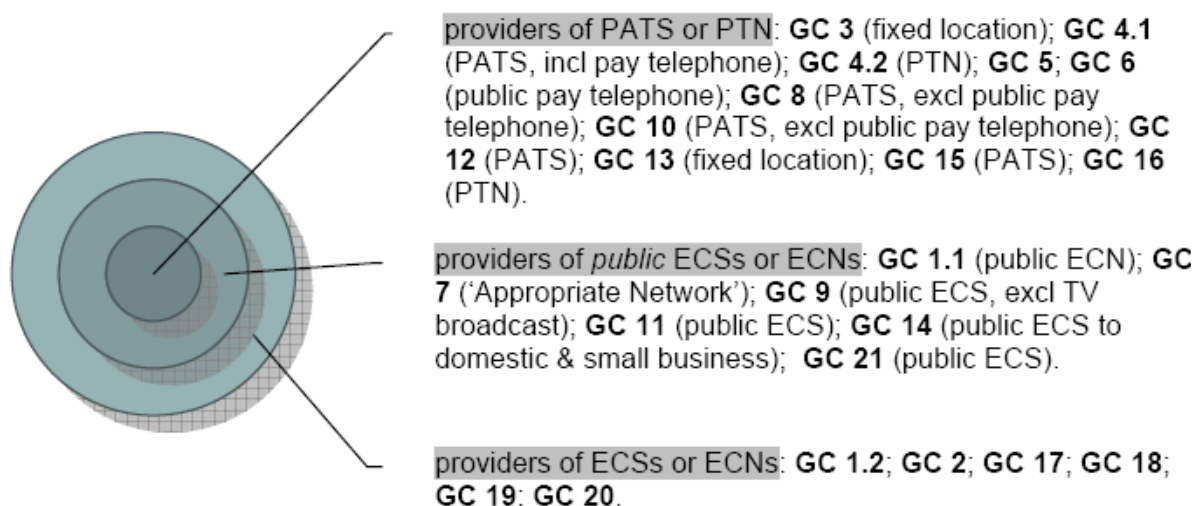 providers of PATS or PTN: GC 3 (fixed location); GC 4.1
(PATS, incl pay telephone); GC 4.2 (PTN); GC 5; GC 6
(public pay telephone); GC 8 (PATS, excl public pay
telephone); GC 10 (PATS, excl public pay telephone); GC
12 (PATS); GC 13 (fixed location); GC 15 (PATS); GC 16
(PTN).
providers of public ECSs or ECNs: GC 1.1 (public ECN); GC
7 (‘Appropriate Network’); GC 9 (public ECS, excl TV
broadcast); GC 11 (public ECS); GC 14 (public ECS to
domestic & small business);  GC 21 (public ECS).
providers of ECSs or ECNs: GC 1.2; GC 2; GC 17; GC 18;
GC 19; GC 20.